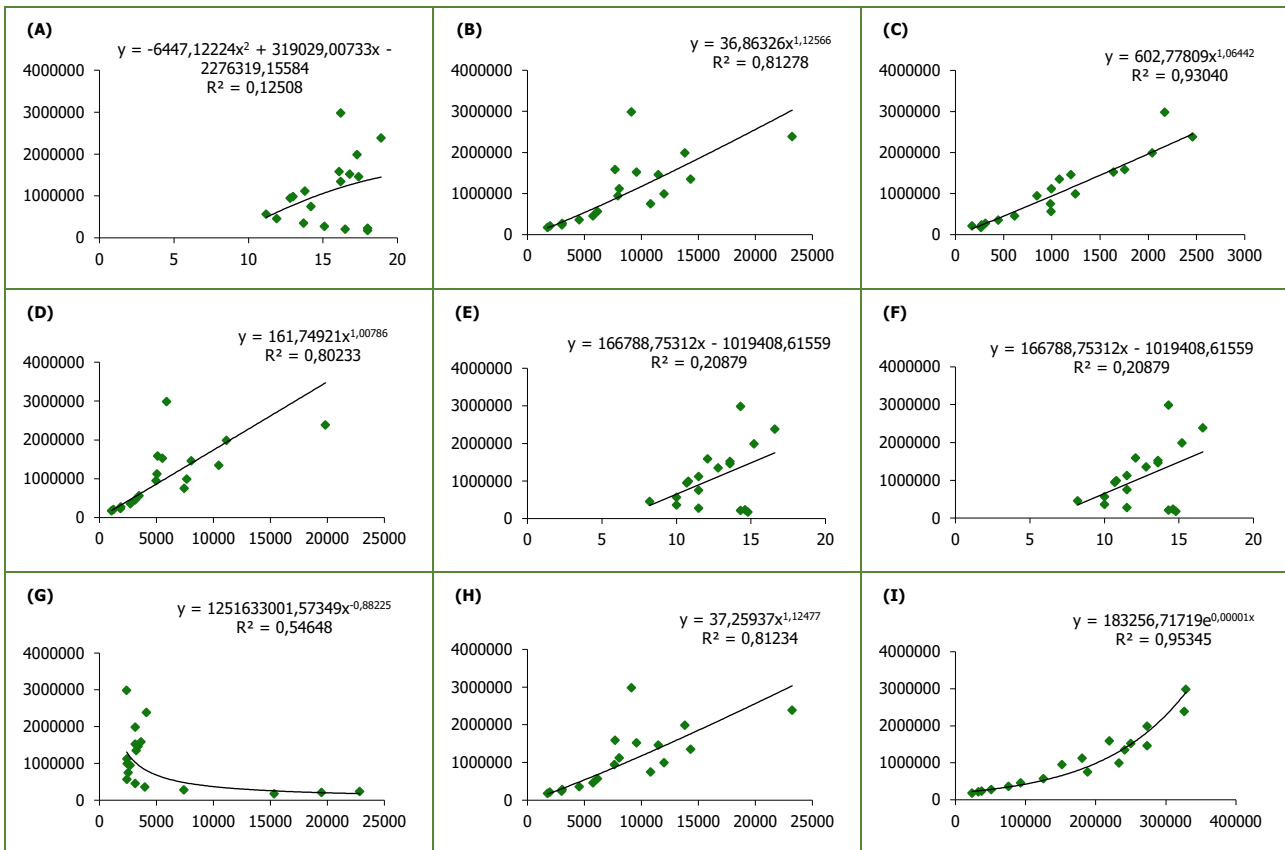 (A)
y = -6447,12224x² + 319029,00733x -
2276319,15584
R² = 0,12508
4000000
3000000
2000000
1000000
0
0 5 10 15 20
(B)
y = 36,86326x^1,12566
R² = 0,81278
4000000
3000000
2000000
1000000
0
0 5000 10000 15000 20000 25000
(C)
y = 602,77809x^1,06442
R² = 0,93040
4000000
3000000
2000000
1000000
0
0 500 1000 1500 2000 2500 3000
(D)
y = 161,74921x^1,00786
R² = 0,80233
4000000
3000000
2000000
1000000
0
0 5000 10000 15000 20000 25000
(E)
y = 166788,75312x - 1019408,61559
R² = 0,20879
4000000
3000000
2000000
1000000
0
0 5 10 15 20
(F)
y = 166788,75312x - 1019408,61559
R² = 0,20879
4000000
3000000
2000000
1000000
0
0 5 10 15 20
(G)
y = 1251633001,57349x^-0,88225
R² = 0,54648
4000000
3000000
2000000
1000000
0
0 5000 10000 15000 20000 25000
(H)
y = 37,25937x^1,12477
R² = 0,81234
4000000
3000000
2000000
1000000
0
0 5000 10000 15000 20000 25000
(I)
y = 183256,71719e^0,00001x
R² = 0,95345
4000000
3000000
2000000
1000000
0
0 100000 200000 300000 400000